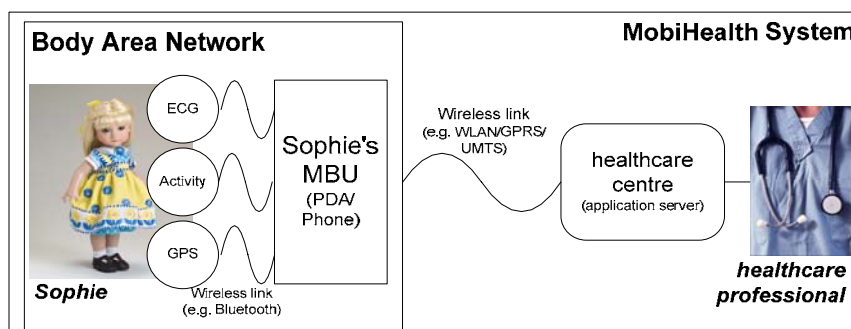 Body Area Network
MobiHealth System
ECG
Activity
GPS
Sophie's
MBU
(PDA/
Phone)
Wireless link
(e.g. WLAN/GPRS/
UMTS)
healthcare
centre
(application server)
Sophie
Wireless link
(e.g. Bluetooth)
healthcare
professional